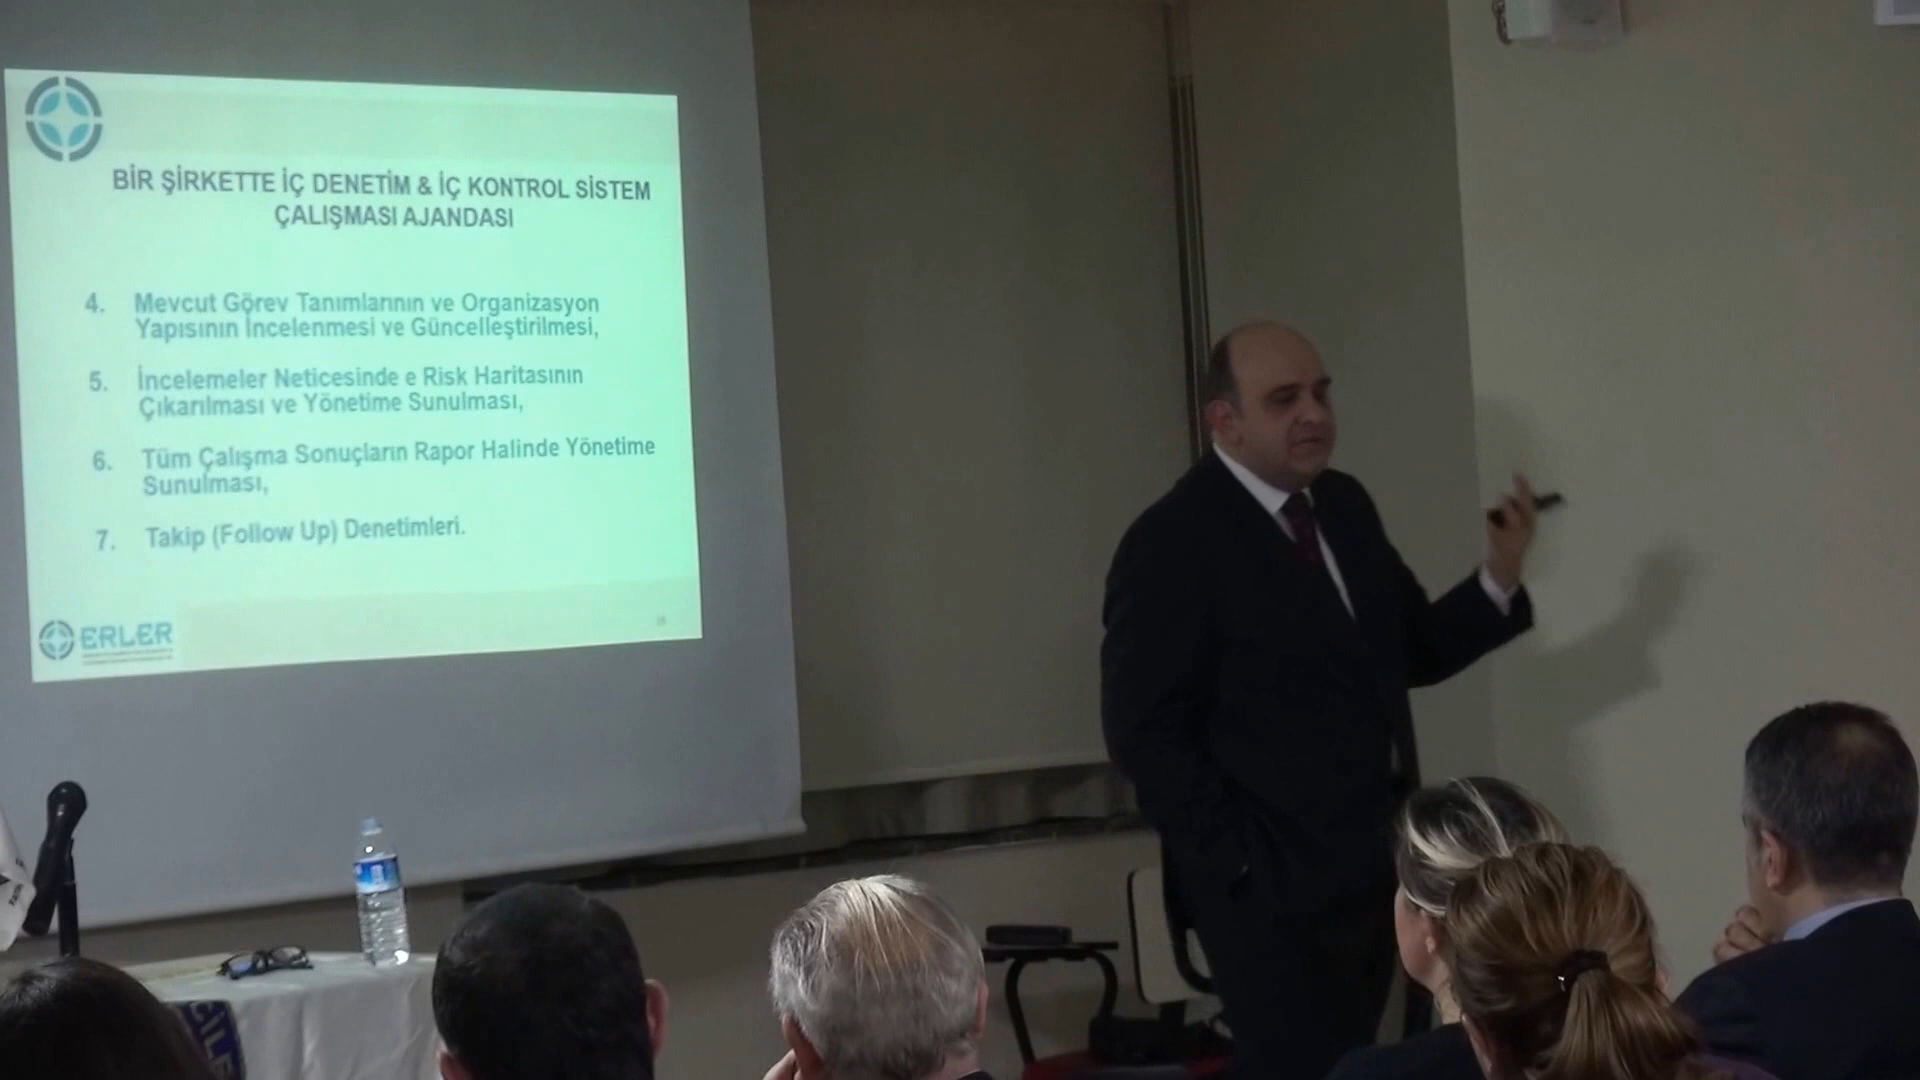 BİR ŞİRKETTE İÇ DENETİM & İÇ KONTROL SİSTEM
ÇALIŞMASI AJANDASI
4. Mevcut Görev Tanımlarının ve Organizasyon
Yapısının İncelenmesi ve Güncelleştirilmesi,
5. İncelemeler Neticesinde e Risk Haritasının
Çıkarılması ve Yönetime Sunulması,
6. Tüm Çalışma Sonuçların Rapor Halinde Yönetime
Sunulması,
7. Takip (Follow Up) Denetimleri.
ERLER